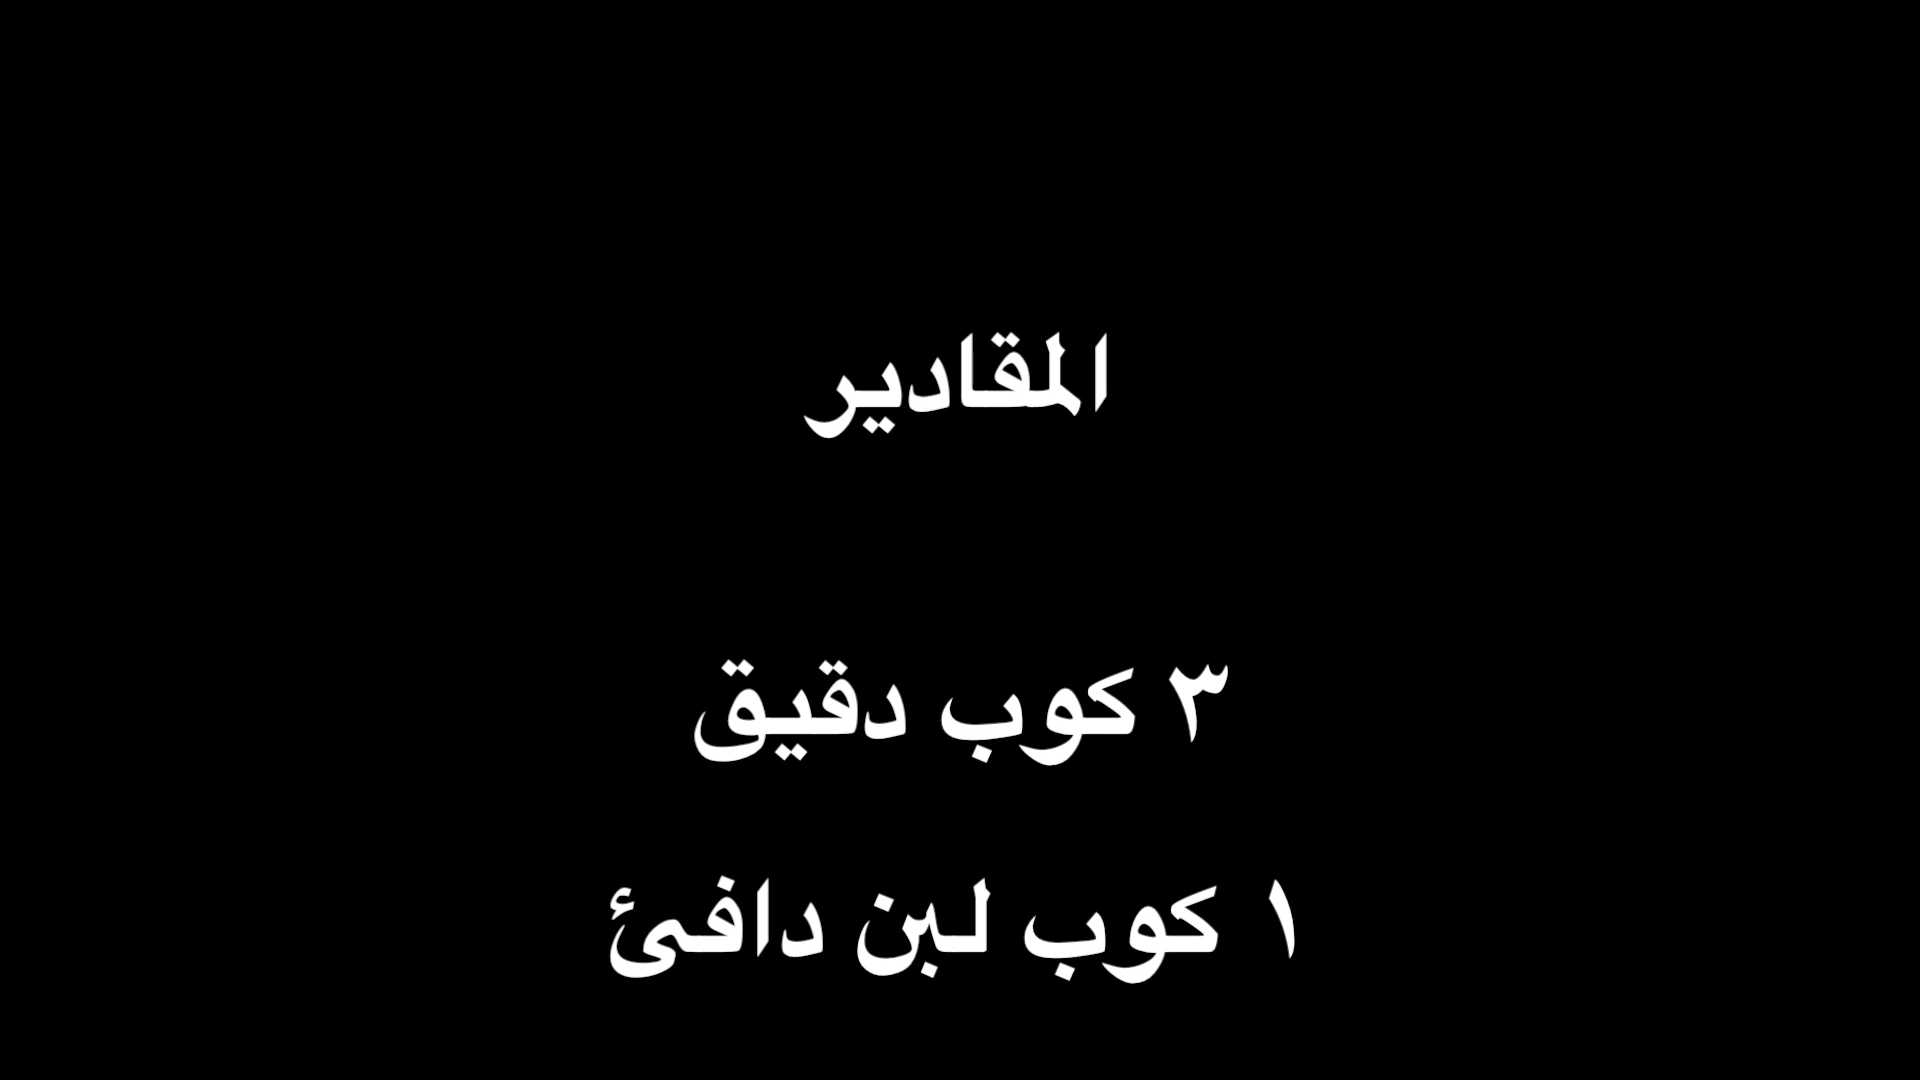 المقادير
٣ كوب دقيق
١ كوب لبن دافئ